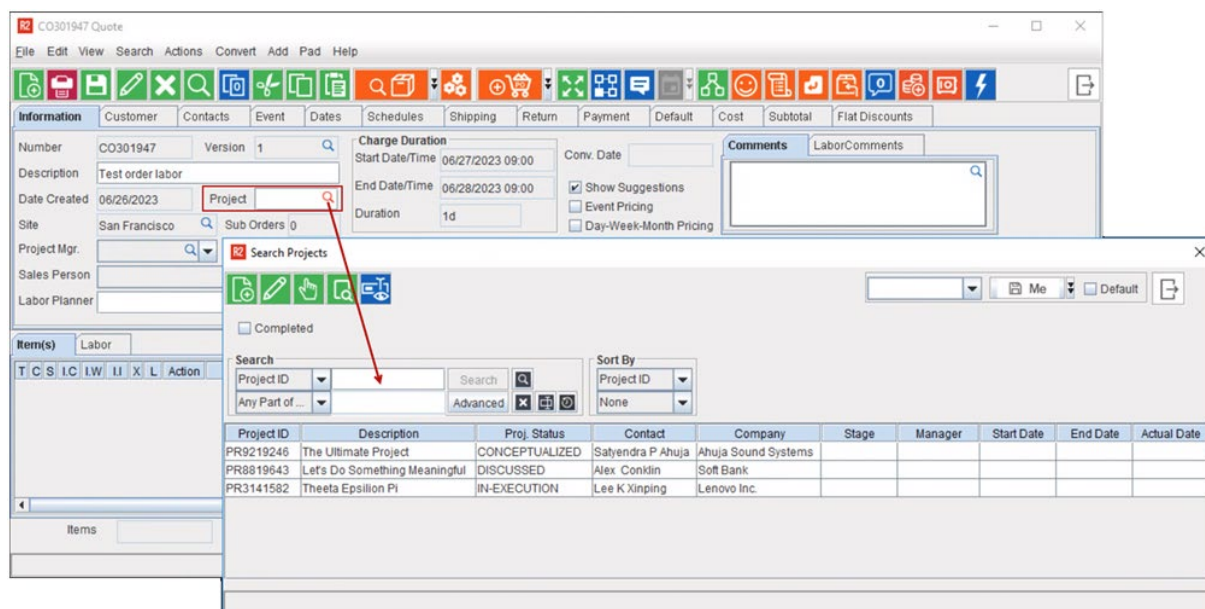 R2 CO301947 Quote
File Edit View Search Actions Convert Add Pad Help
Information Customer Contacts Event Dates Schedules Shipping Return Payment Default Cost Subtotal Flat Discounts
Number CO301947 Version 1
Charge Duration
Start Date/Time 06/27/2023 09:00
Conv. Date
Comments LaborComments
Description Test order labor
End Date/Time 06/28/2023 09:00
Show Suggestions
Date Created 06/26/2023 Project
Event Pricing
Duration 1d
Site San Francisco Sub Orders 0
Day-Week-Month Pricing
Project Mgr.
Sales Person
Labor Planner
Item(s) Labor
T C S I.C I.W I.I X L Action
Items
R2 Search Projects
Me Default
Completed
Search
Sort By
Project ID Search Project ID
Any Part of ... Advanced None
Project ID Description Proj. Status Contact Company Stage Manager Start Date End Date Actual Date
PR9219246 The Ultimate Project CONCEPTUALIZED Satyendra P Ahuja Ahuja Sound Systems
PR8819643 Let's Do Something Meaningful DISCUSSED Alex Conklin Soft Bank
PR3141582 Theeta Epsilion Pi IN-EXECUTION Lee K Xinping Lenovo Inc.